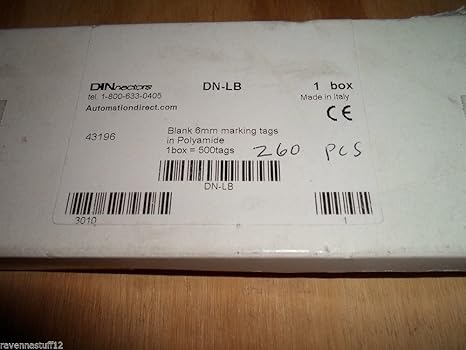 DINnectors DN-LB 1 box
tel. 1-800-633-0405 Made in Italy
Automationdirect.com CE
43196 Blank 6mm marking tags
in Polyamide
1box = 500tags 260 PCS
DN-LB
3010 1
ravennastuff12